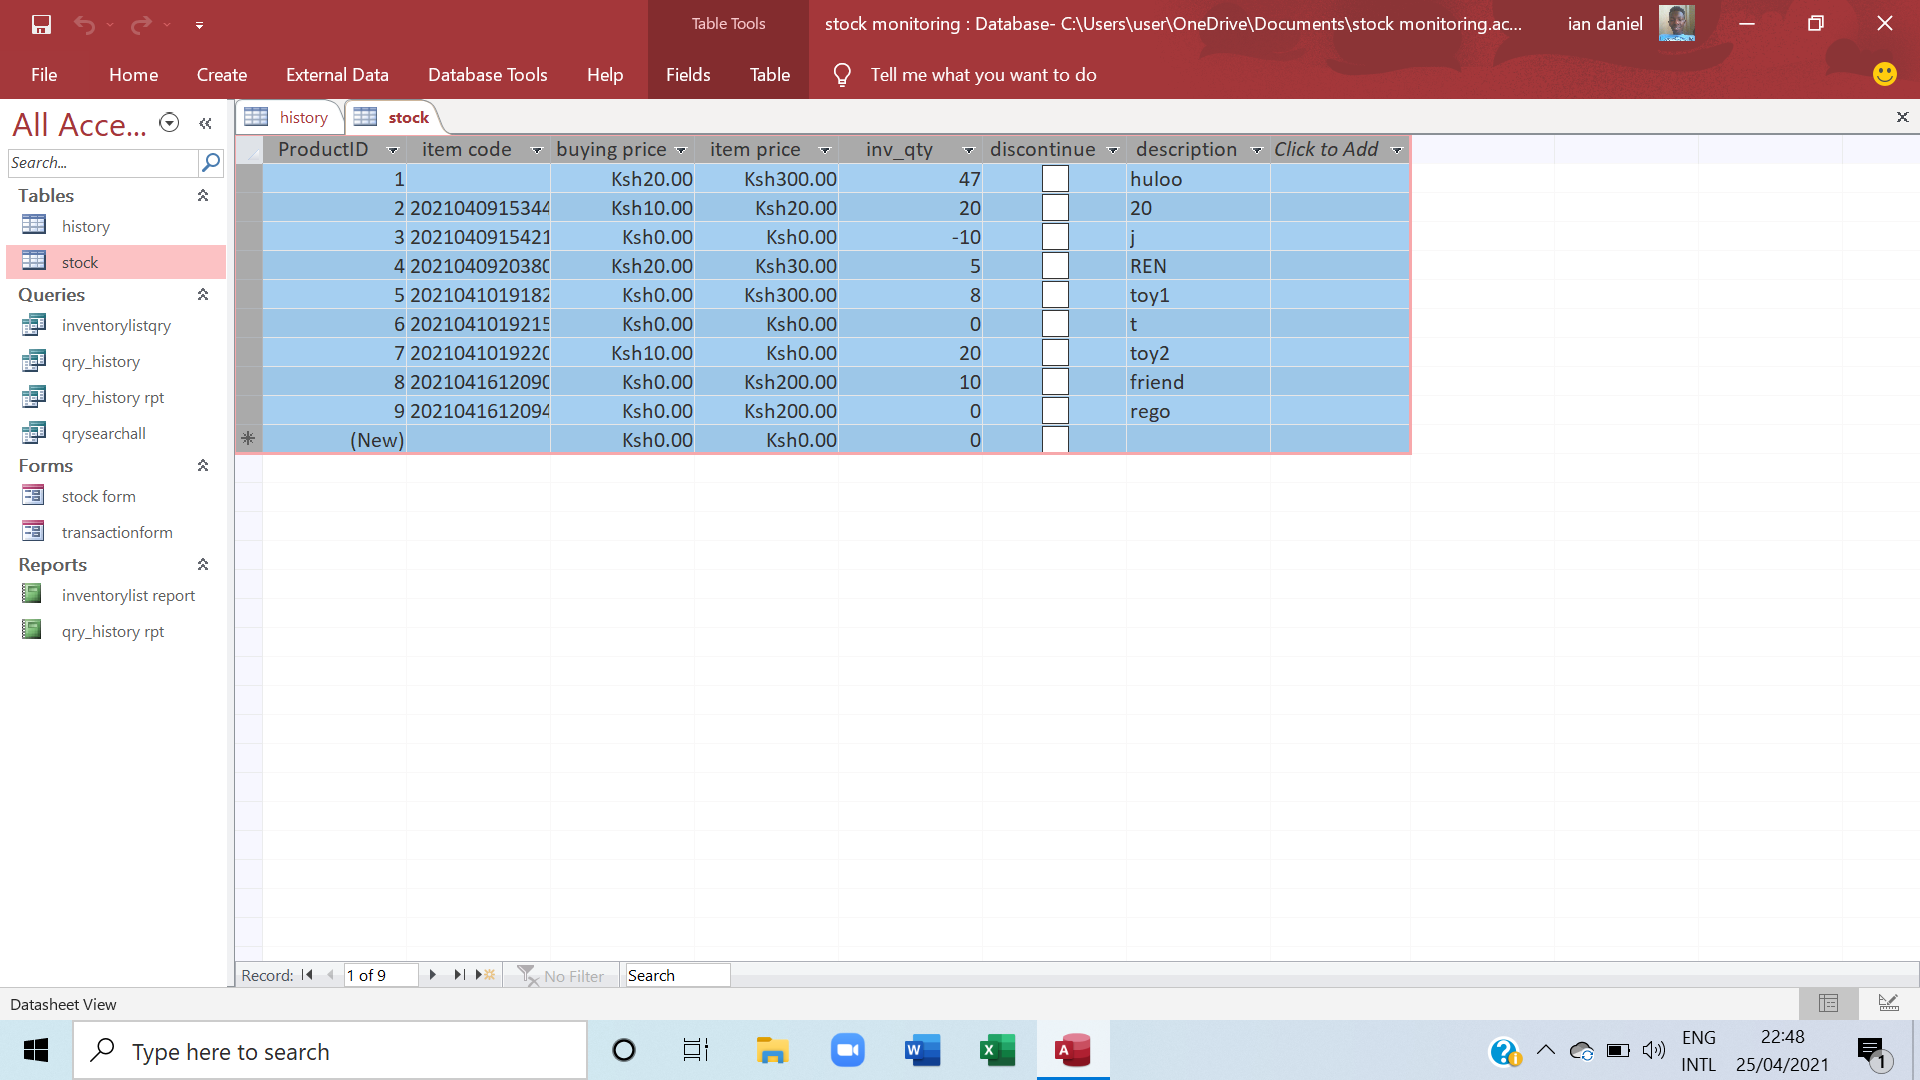 Table Tools
stock monitoring : Database- C:\Users\user\OneDrive\Documents\stock monitoring.ac...
ian daniel
File Home Create External Data Database Tools Help Fields Table Tell me what you want to do
All Acce...
Search...
Tables
history
stock
Queries
inventorylistqry
qry_history
qry_history rpt
qrysearchall
Forms
stock form
transactionform
Reports
inventorylist report
qry_history rpt
history stock
ProductID item code buying price item price inv_qty discontinue description Click to Add
1 Ksh20.00 Ksh300.00 47 huloo
2 2021040915344 Ksh10.00 Ksh20.00 20 20
3 2021040915421 Ksh0.00 Ksh0.00 -10 j
4 2021040920380 Ksh20.00 Ksh30.00 5 REN
5 2021041019182 Ksh0.00 Ksh300.00 8 toy1
6 2021041019215 Ksh0.00 Ksh0.00 0 t
7 2021041019220 Ksh10.00 Ksh0.00 20 toy2
8 2021041612090 Ksh0.00 Ksh200.00 10 friend
9 2021041612094 Ksh0.00 Ksh200.00 0 rego
(New) Ksh0.00 Ksh0.00 0
Record: 1 of 9 No Filter Search
Datasheet View
Type here to search
ENG
INTL
22:48
25/04/2021
1